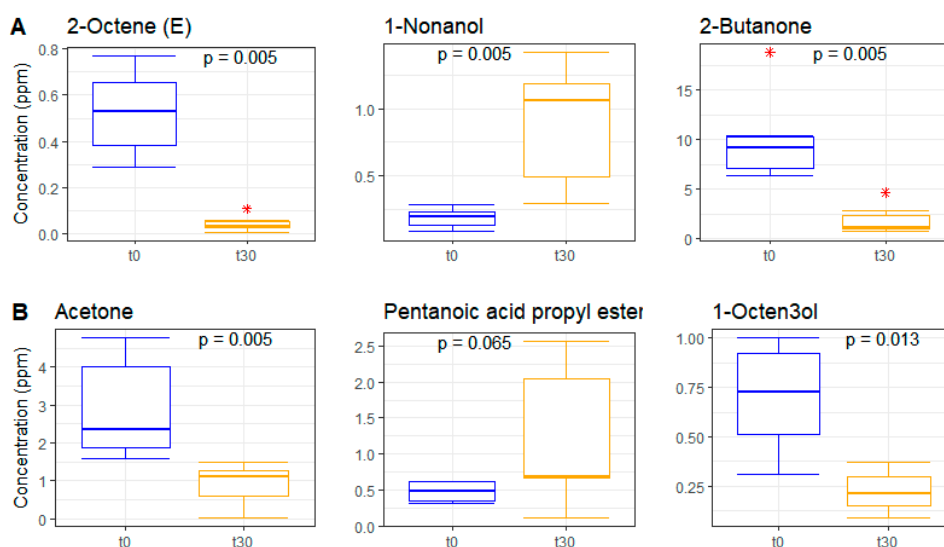 A
2-Octene (E)
1-Nonanol
2-Butanone
p = 0.005
p = 0.005
p = 0.005
Concentration (ppm)
0.8
0.6
0.4
0.2
0.0
t0
t30
1.0
0.5
t0
t30
15
10
5
0
t0
t30
B
Acetone
Pentanoic acid propyl ester
1-Octen3ol
p = 0.005
p = 0.065
p = 0.013
Concentration (ppm)
4
3
2
1
0
t0
t30
2.5
2.0
1.5
1.0
0.5
0.0
t0
t30
1.00
0.75
0.50
0.25
t0
t30